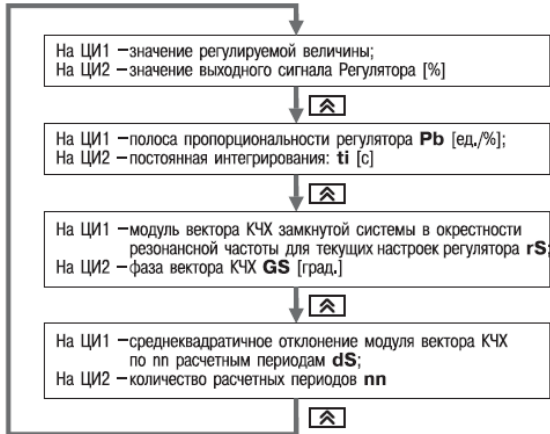 На ЦИ1 – значение регулируемой величины;
На ЦИ2 – значение выходного сигнала Регулятора [%]
На ЦИ1 – полоса пропорциональности регулятора Pb [ед./%];
На ЦИ2 – постоянная интегрирования: ti [с]
На ЦИ1 – модуль вектора КЧХ замкнутой системы в окрестности
резонансной частоты для текущих настроек регулятора rS;
На ЦИ2 – фаза вектора КЧХ GS [град.]
На ЦИ1 – среднеквадратичное отклонение модуля вектора КЧХ
по nn расчетным периодам dS;
На ЦИ2 – количество расчетных периодов nn